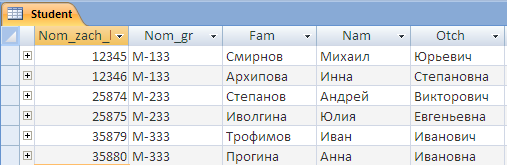 Student
Nom_zach_ Nom_gr Fam Nam Otch
12345 М-133 Смирнов Михаил Юрьевич
12346 М-133 Архипова Инна Степановна
25874 М-233 Степанов Андрей Викторович
25875 М-233 Иволгина Юлия Евгеньевна
35879 М-333 Трофимов Иван Иванович
35880 М-333 Прогина Анна Ивановна